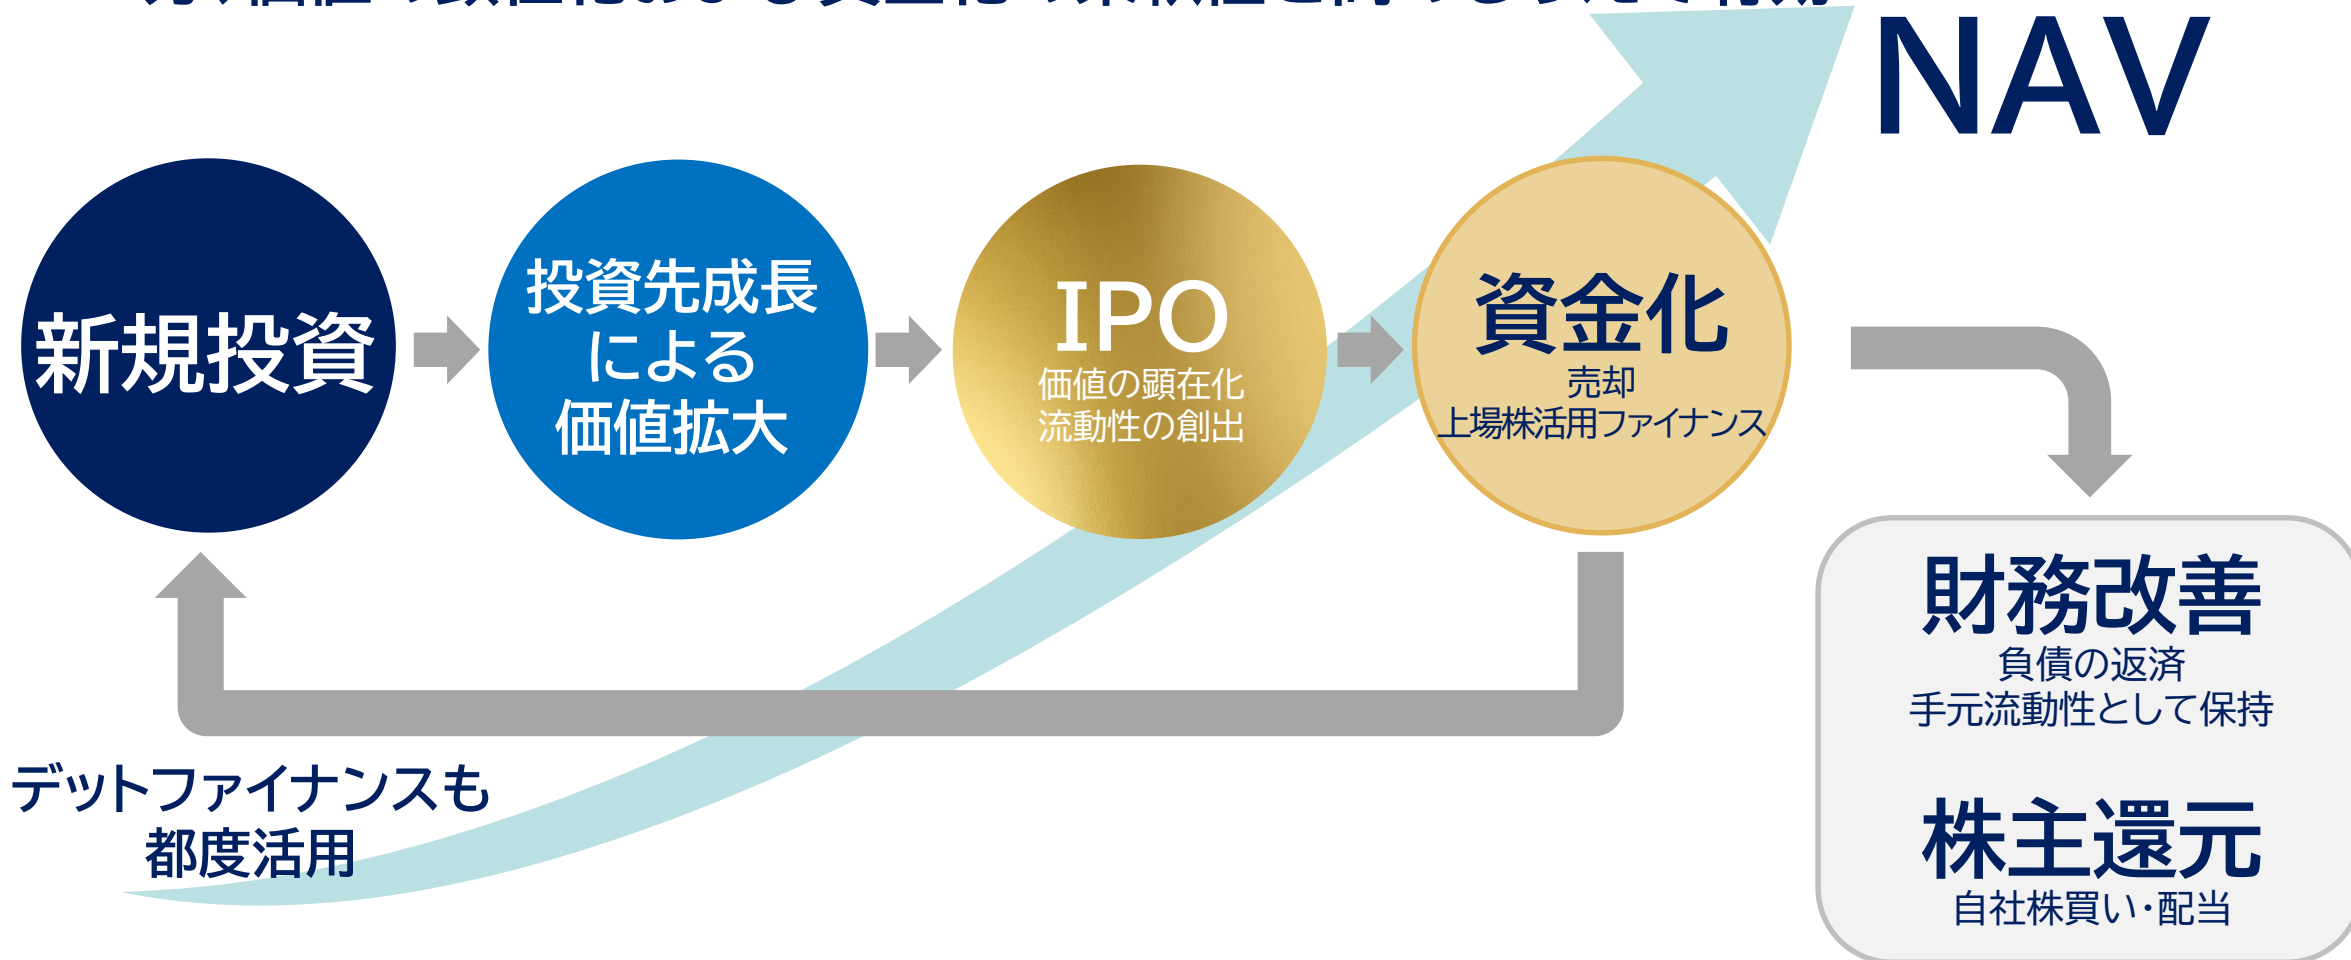 NAV
新規投資
投資先成長
による
価値拡大
IPO
価値の顕在化
流動性の創出
資金化
売却
上場株活用ファイナンス
財務改善
負債の返済
手元流動性として保持
株主還元
自社株買い・配当
デットファイナンスも
都度活用